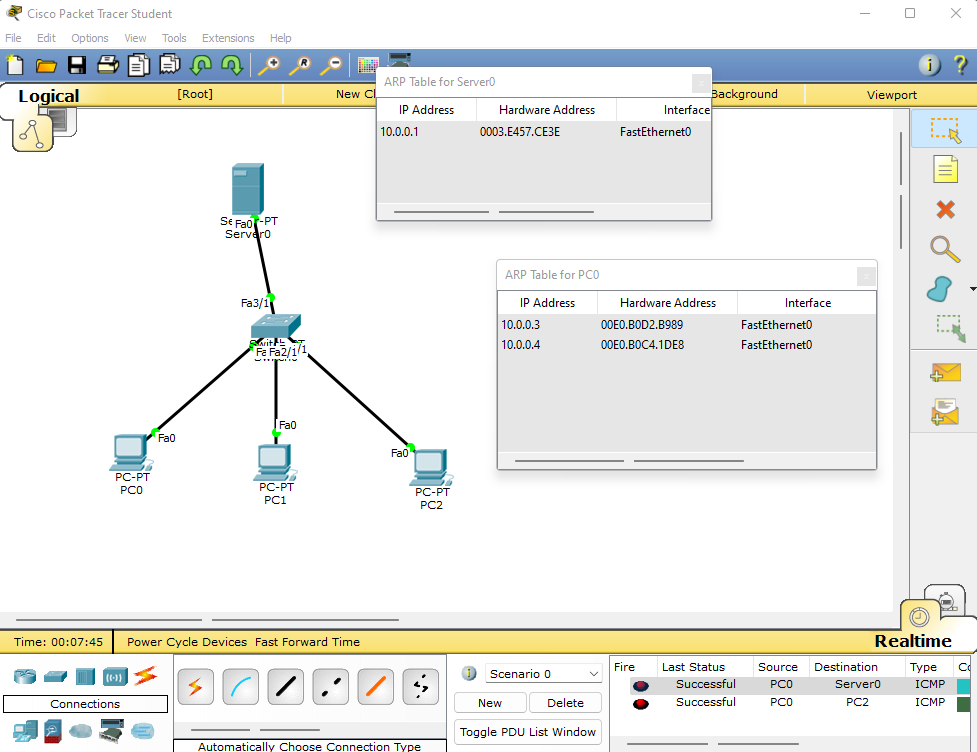 Cisco Packet Tracer Student
File Edit Options View Tools Extensions Help
Logical [Root] New Cl Background Viewport
ARP Table for Server0
IP Address Hardware Address Interface
10.0.0.1 0003.E457.CE3E FastEthernet0
Fa0
Server0
Fa3/1
Fa2/1
ARP Table for PC0
IP Address Hardware Address Interface
10.0.0.3 00E0.B0D2.B989 FastEthernet0
10.0.0.4 00E0.B0C4.1DE8 FastEthernet0
Fa0
PC-PT
PC0
Fa0
PC-PT
PC1
Fa0
PC-PT
PC2
Realtime
Time: 00:07:45 Power Cycle Devices Fast Forward Time
Connections
Automatically Choose Connection Type
Scenario 0
New Delete
Toggle PDU List Window
Fire Last Status Source Destination Type Co
Successful PC0 Server0 ICMP
Successful PC0 PC2 ICMP